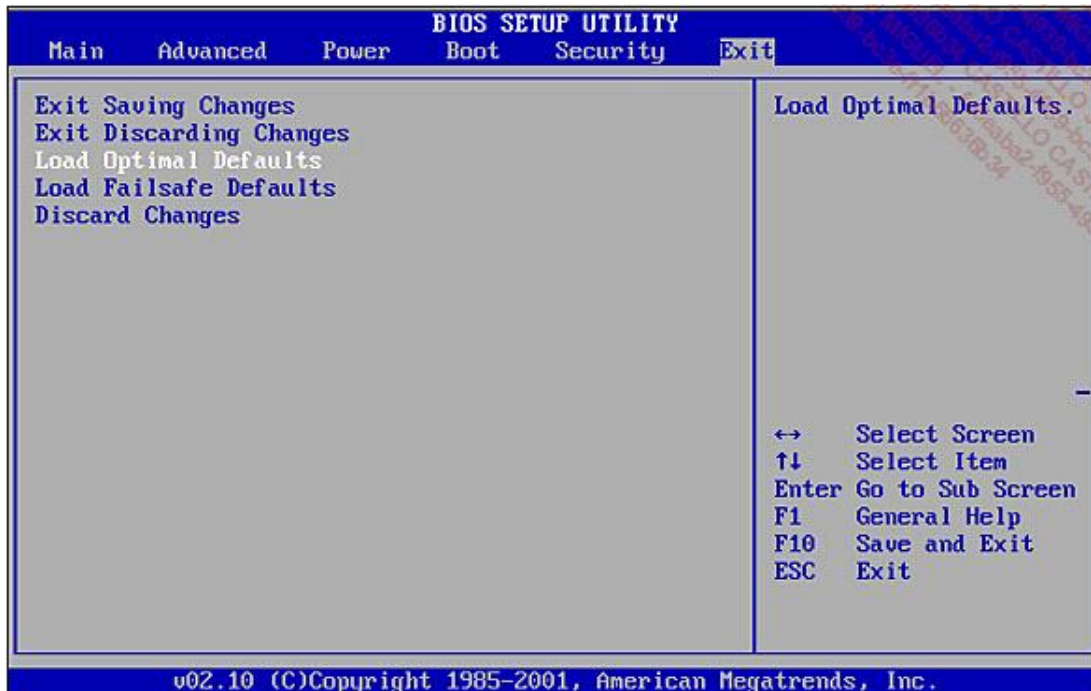 BIOS SETUP UTILITY
Main Advanced Power Boot Security Exit
Exit Saving Changes
Exit Discarding Changes
Load Optimal Defaults
Load Failsafe Defaults
Discard Changes
Load Optimal Defaults.
↔ Select Screen
↑↓ Select Item
Enter Go to Sub Screen
F1 General Help
F10 Save and Exit
ESC Exit
v02.10 (C)Copyright 1985-2001, American Megatrends, Inc.